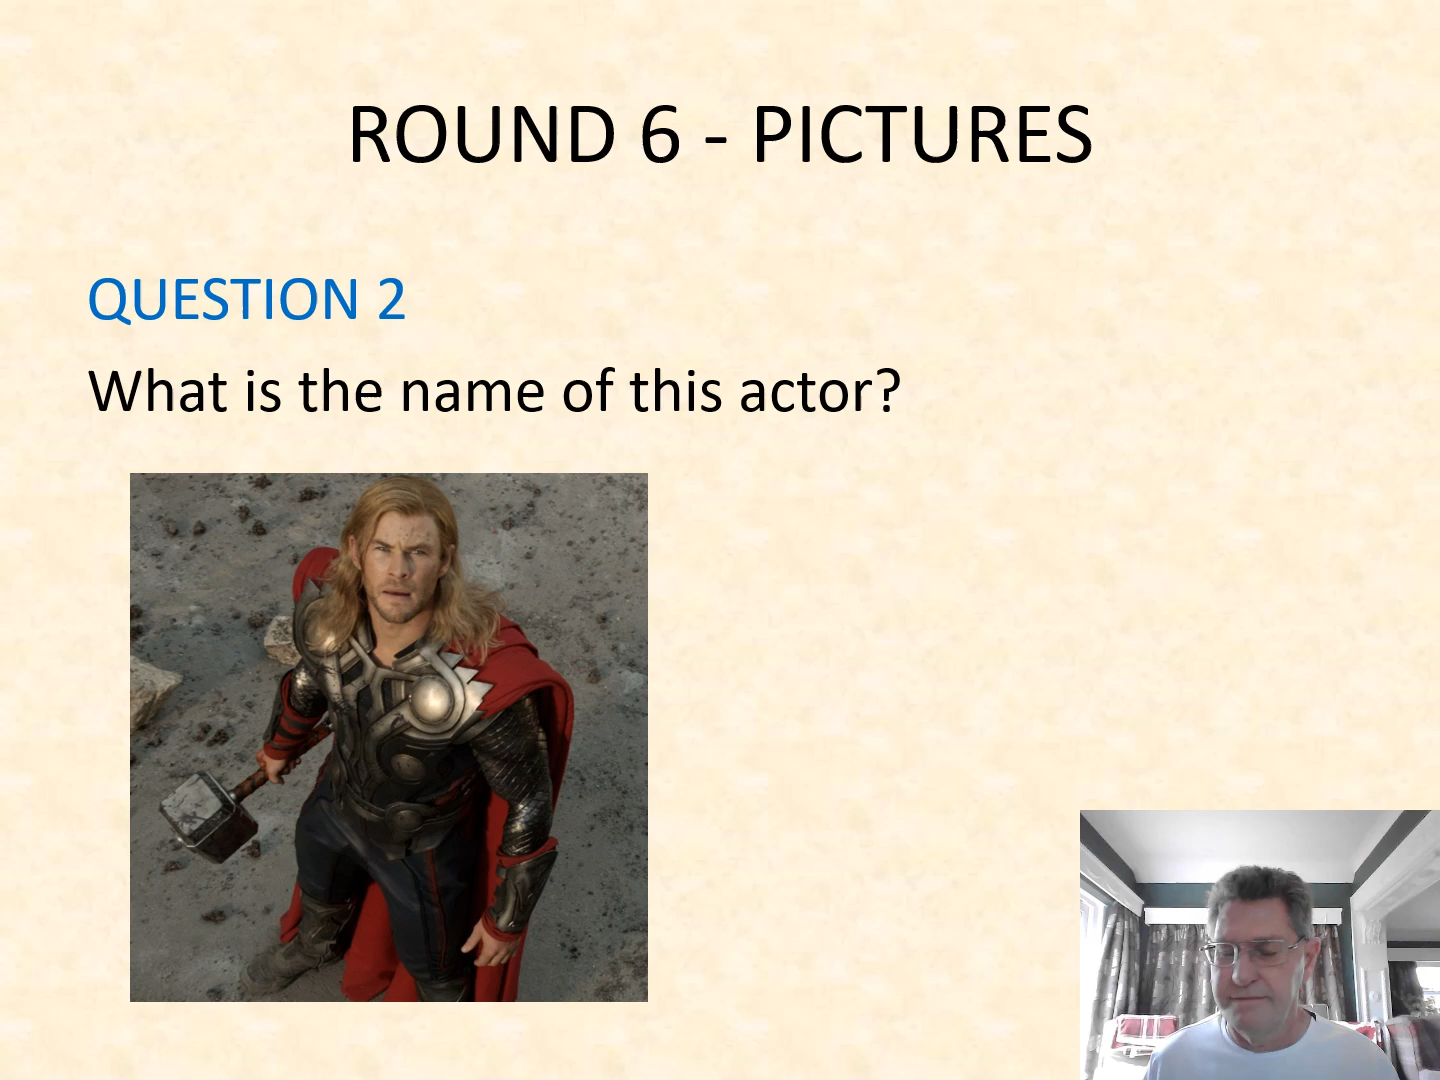 ROUND 6 - PICTURES
QUESTION 2
What is the name of this actor?